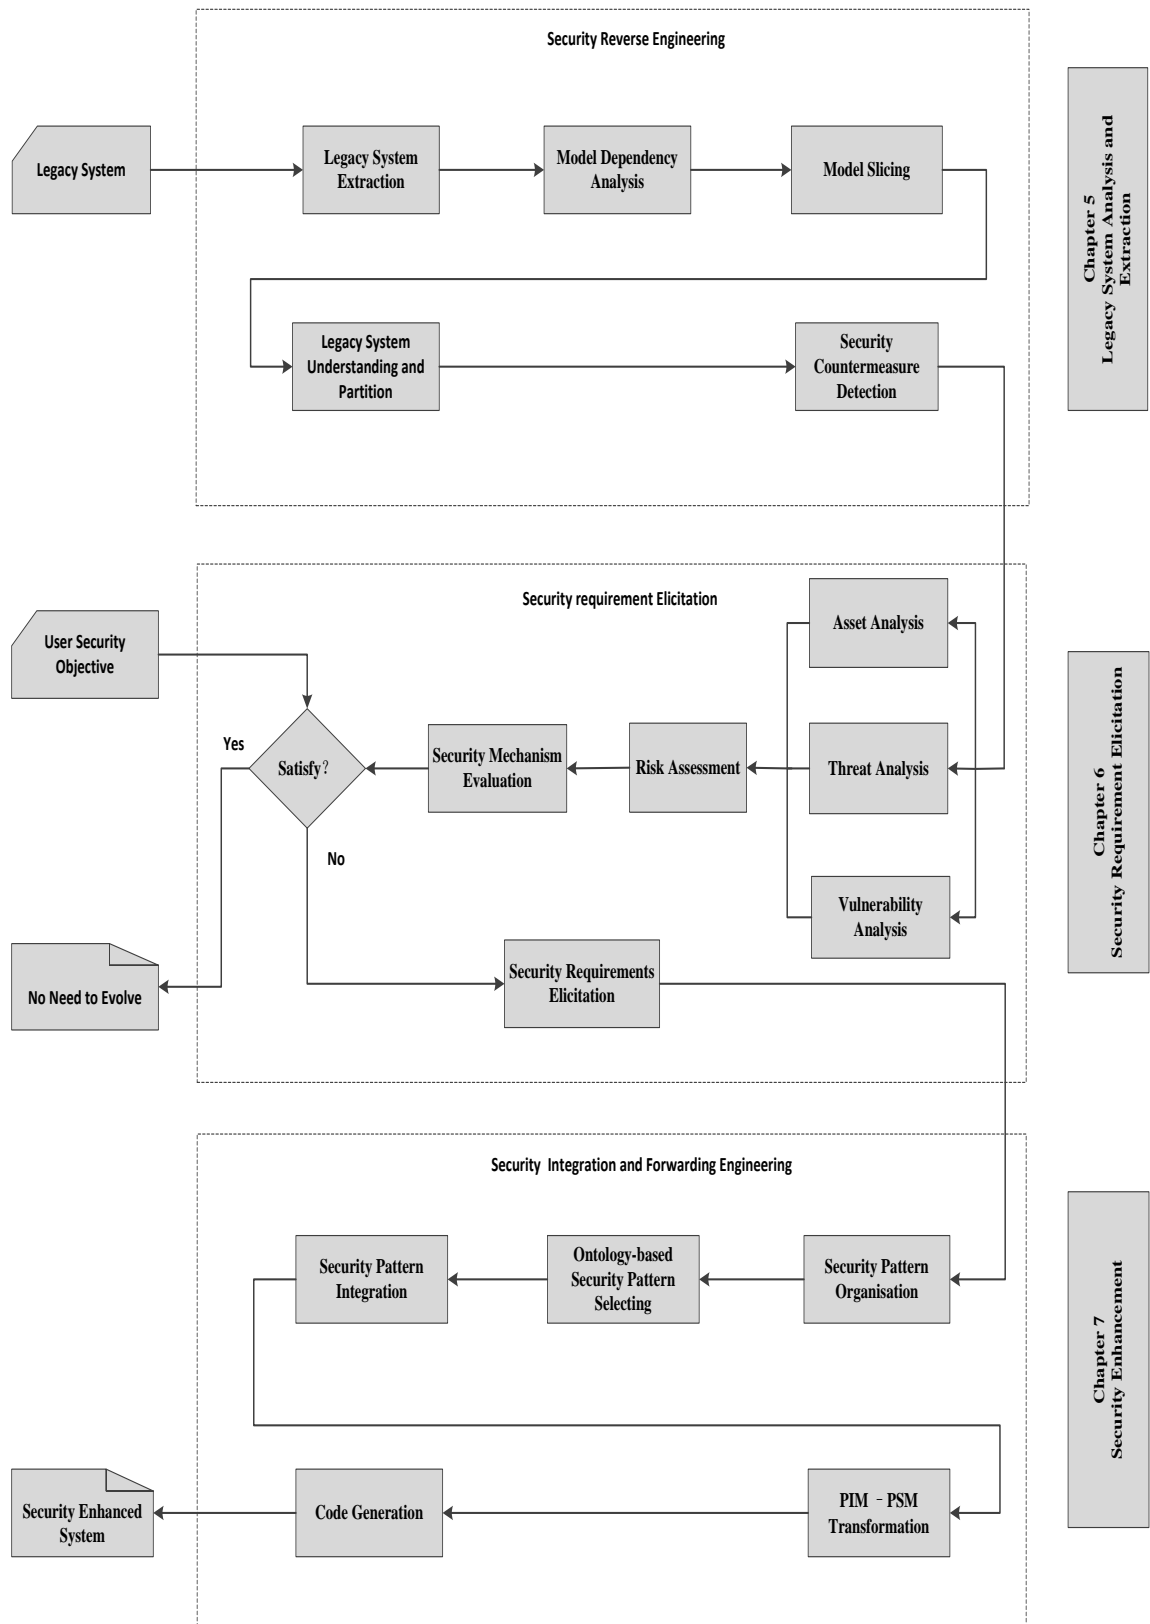 Security Reverse Engineering
Legacy System
Legacy System
Extraction
Model Dependency
Analysis
Model Slicing
Legacy System
Understanding and
Partition
Security
Countermeasure
Detection
Chapter 5
Legacy System Analysis and
Extraction
Security requirement Elicitation
User Security
Objective
Asset Analysis
Yes
Satisfy?
Security Mechanism
Evaluation
Risk Assessment
Threat Analysis
No
Vulnerability
Analysis
No Need to Evolve
Security Requirements
Elicitation
Chapter 6
Security Requirement Elicitation
Security Integration and Forwarding Engineering
Security Pattern
Integration
Ontology-based
Security Pattern
Selecting
Security Pattern
Organisation
Security Enhanced
System
Code Generation
PIM – PSM
Transformation
Chapter 7
Security Enhancement